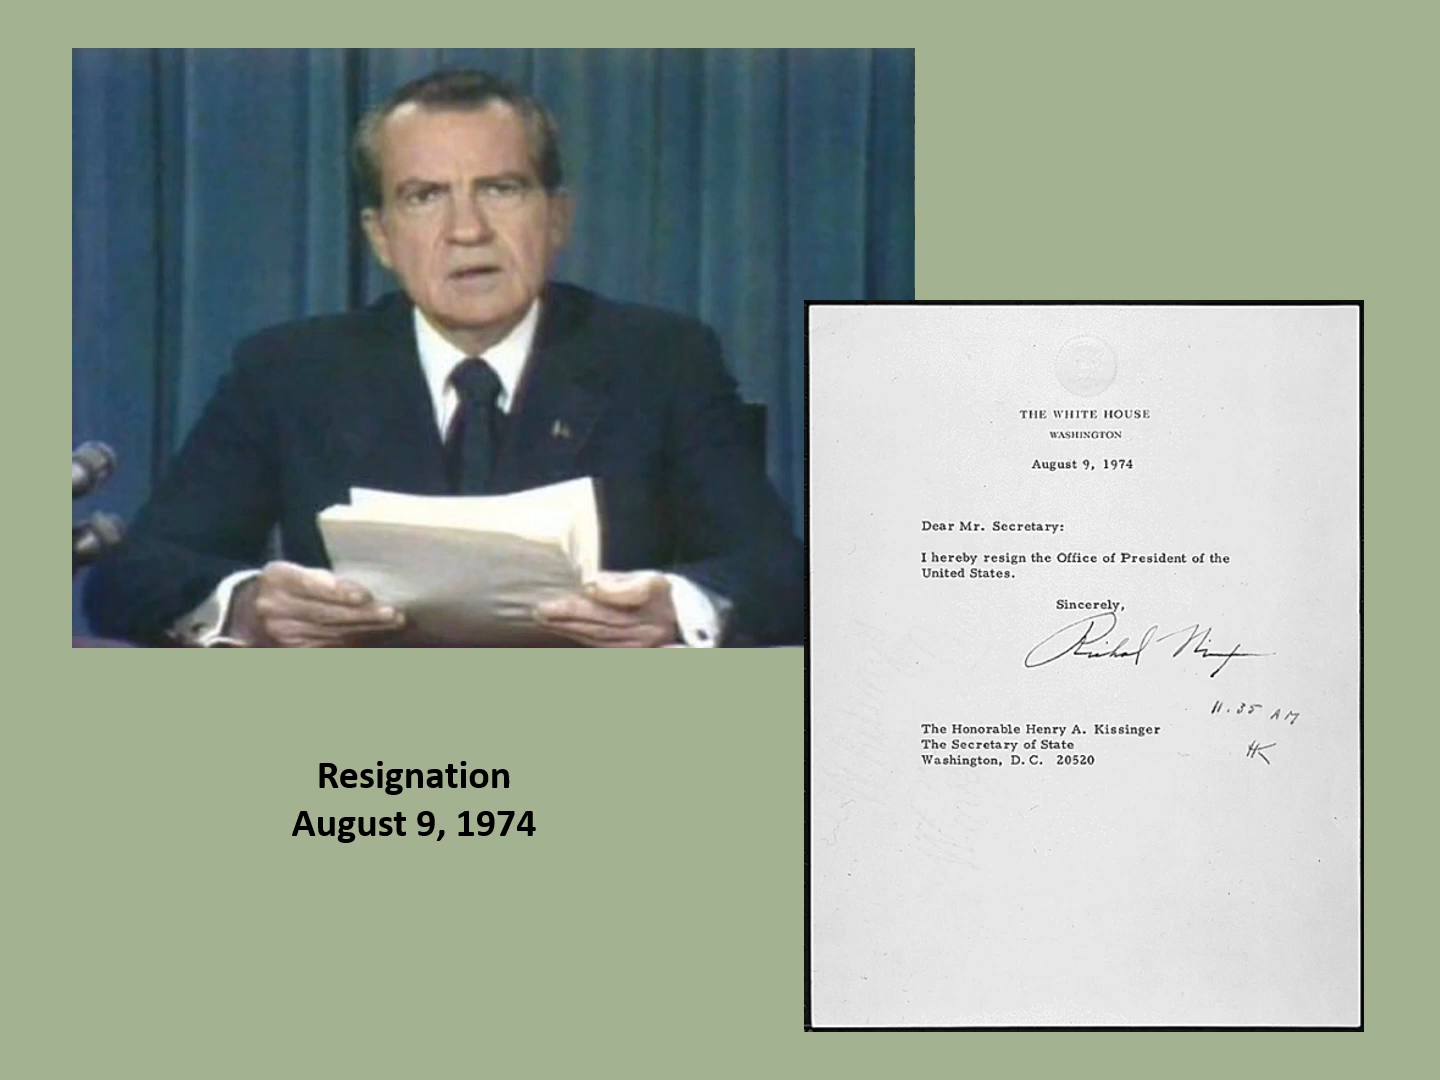 THE WHITE HOUSE
WASHINGTON
August 9, 1974
Dear Mr. Secretary:
I hereby resign the Office of President of the
United States.
Sincerely,
Richard Nixon
11.35 AM
HK
The Honorable Henry A. Kissinger
The Secretary of State
Washington, D.C. 20520
Resignation
August 9, 1974